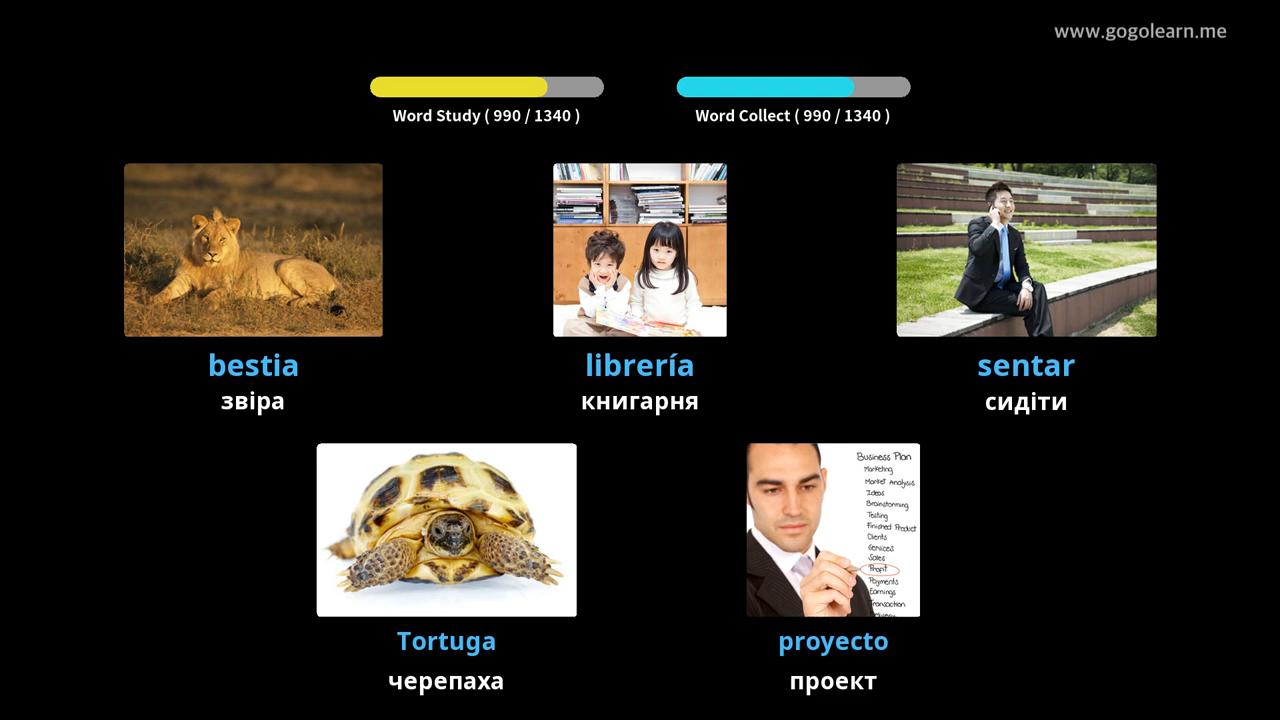 www.gogolearn.me
Word Study ( 990 / 1340 )
Word Collect ( 990 / 1340 )
bestia
звіра
librería
книгарня
sentar
сидіти
Tortuga
черепаха
Business Plan
Marketing
Market Analysis
Ideas
Brainstorming
Testing
Finished Product
Clients
Services
Sales
Profit
Payments
Earnings
Transaction
proyecto
проект